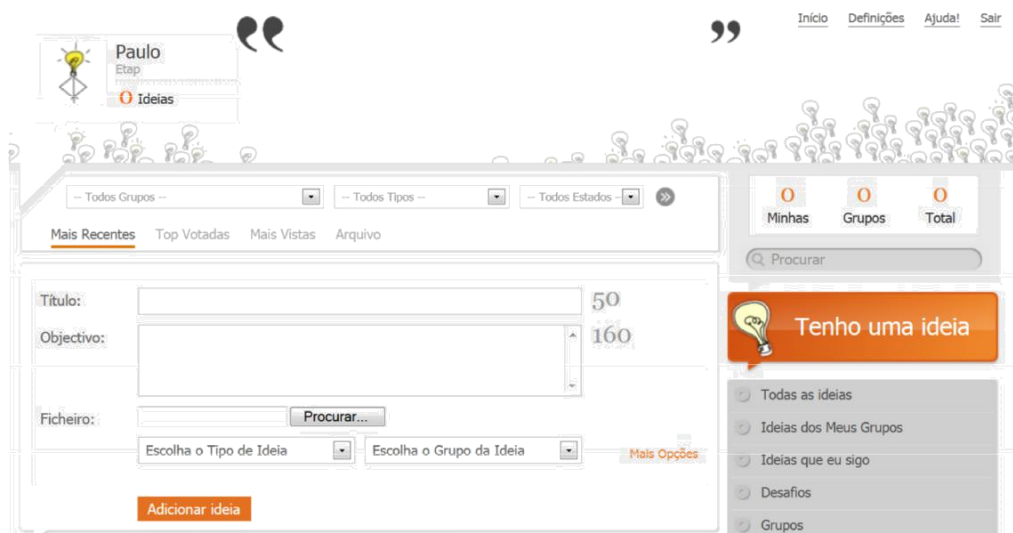 Início Definições Ajuda! Sair
❝ ❞
Paulo
Etap
0 Ideias
-- Todos Grupos -- -- Todos Tipos -- -- Todos Estados --
Mais Recentes Top Votadas Mais Vistas Arquivo
0 0 0
Minhas Grupos Total
Procurar
Título: 50
Objectivo: 160
Ficheiro: Procurar...
Escolha o Tipo de Ideia Escolha o Grupo da Ideia Mais Opções
Adicionar ideia
Tenho uma ideia
Todas as ideias
Ideias dos Meus Grupos
Ideias que eu sigo
Desafios
Grupos